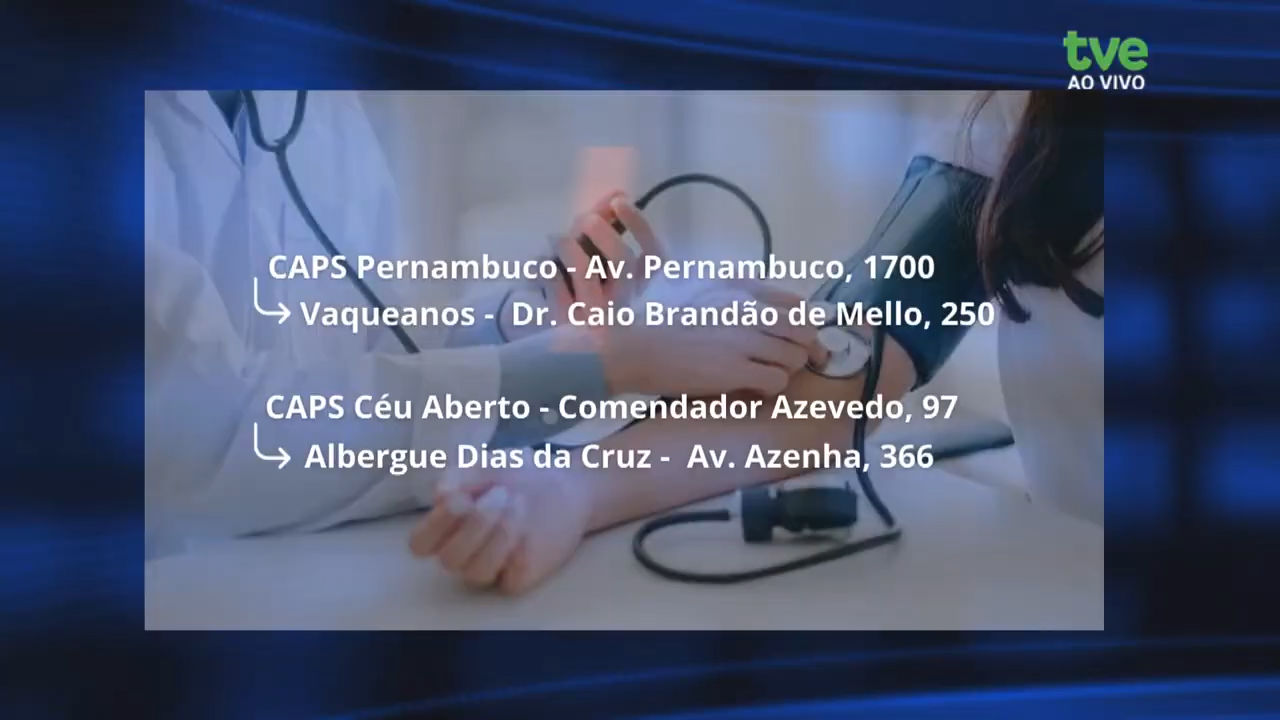 tve
AO VIVO
CAPS Pernambuco - Av. Pernambuco, 1700
Vaqueanos - Dr. Caio Brandão de Mello, 250
CAPS Céu Aberto - Comendador Azevedo, 97
Albergue Dias da Cruz - Av. Azenha, 366